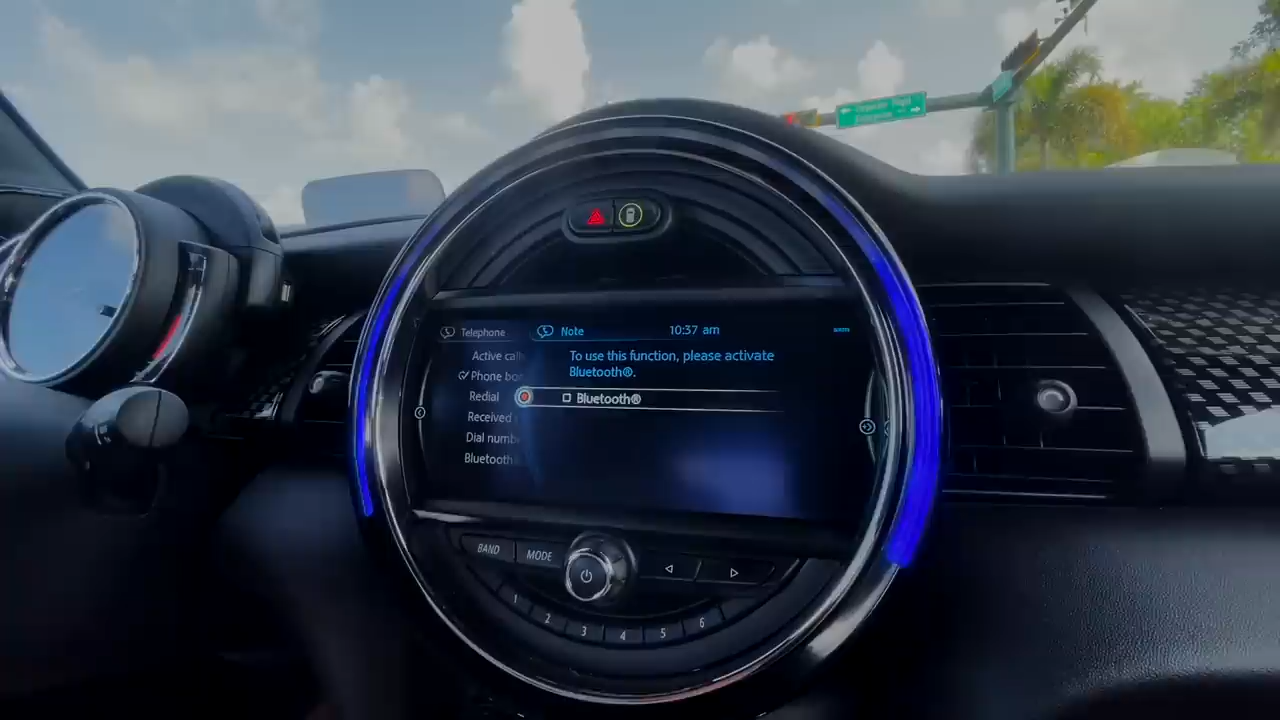 Telephone
Note
10:37 am
Active call
To use this function, please activate
Bluetooth®.
Phone bo
Redial
Bluetooth®
Received
Dial numb
Bluetooth
BAND
MODE
1
2
3
4
5
6